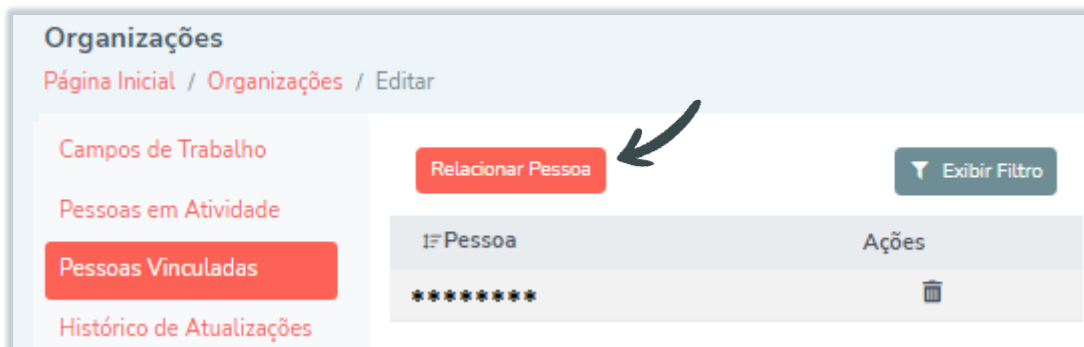 Organizações
Página Inicial / Organizações / Editar
Campos de Trabalho
Pessoas em Atividade
Pessoas Vinculadas
Histórico de Atualizações
Relacionar Pessoa
Exibir Filtro
Pessoa Ações
********